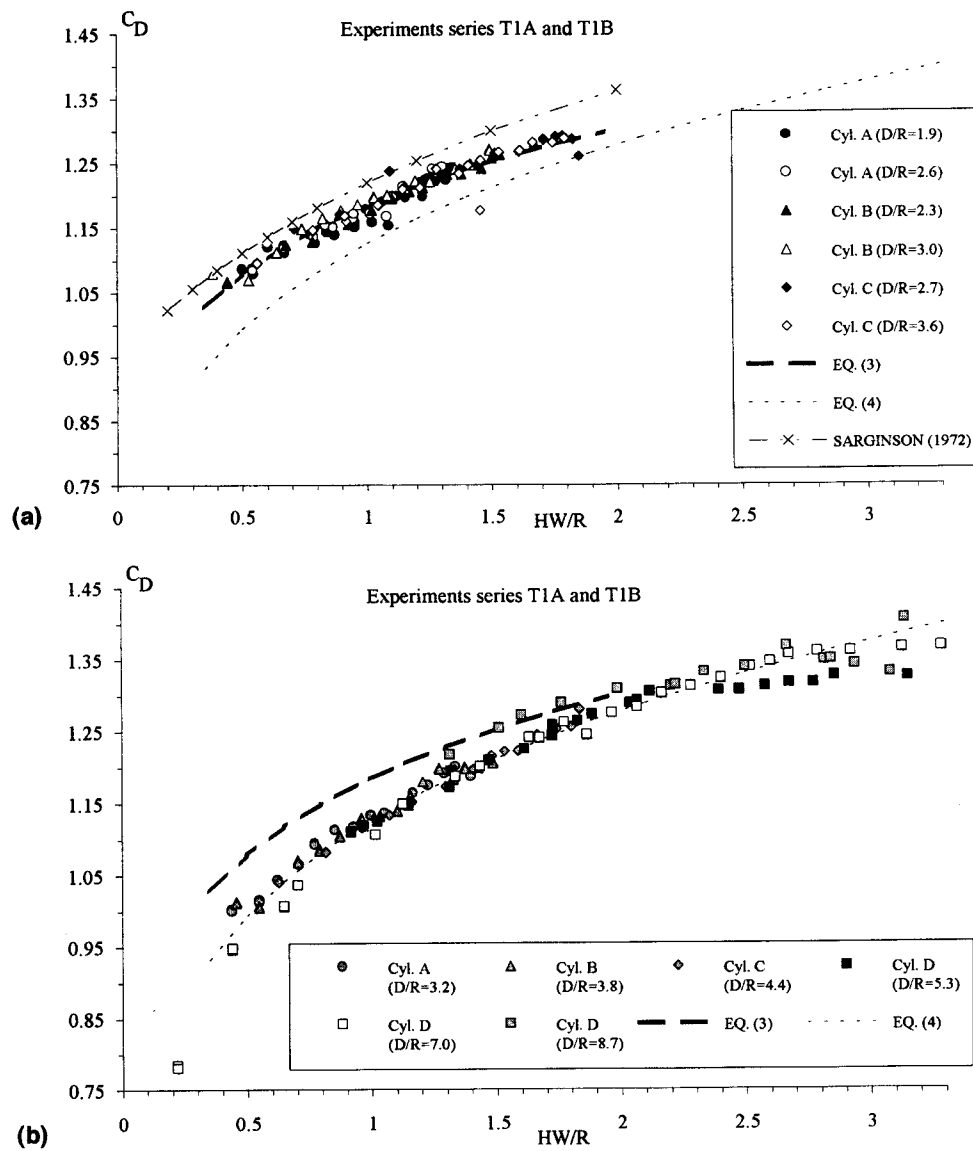 C_D
Experiments series T1A and T1B
1.45
1.35
1.25
1.15
1.05
0.95
0.85
0.75
Cyl. A (D/R=1.9)
Cyl. A (D/R=2.6)
Cyl. B (D/R=2.3)
Cyl. B (D/R=3.0)
Cyl. C (D/R=2.7)
Cyl. C (D/R=3.6)
EQ. (3)
EQ. (4)
SARGINSON (1972)
(a)
0 0.5 1 1.5 2 2.5 3
HW/R
C_D
Experiments series T1A and T1B
1.45
1.35
1.25
1.15
1.05
0.95
0.85
0.75
Cyl. A (D/R=3.2)
Cyl. B (D/R=3.8)
Cyl. C (D/R=4.4)
Cyl. D (D/R=5.3)
Cyl. D (D/R=7.0)
Cyl. D (D/R=8.7)
EQ. (3)
EQ. (4)
0 0.5 1 1.5 2 2.5 3
HW/R
(b)